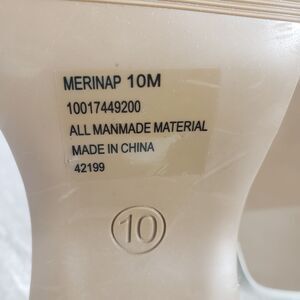 MERINAP 10M
10017449200
ALL MANMADE MATERIAL
MADE IN CHINA
42199
10